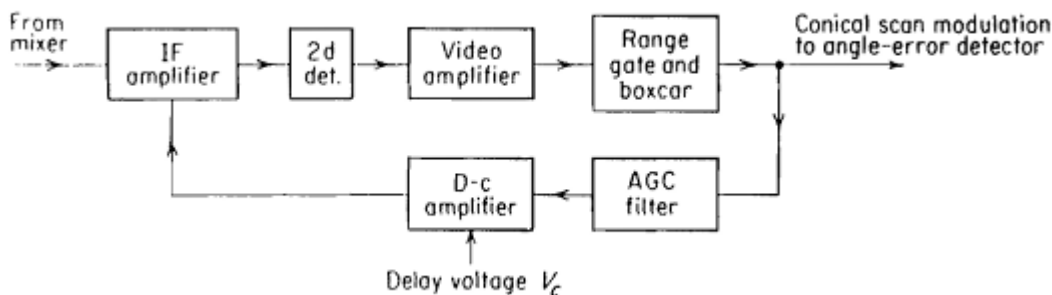 From
mixer
IF
amplifier
2d
det.
Video
amplifier
Range
gate and
boxcar
Conical scan modulation
to angle-error detector
D-c
amplifier
AGC
filter
Delay voltage Vc